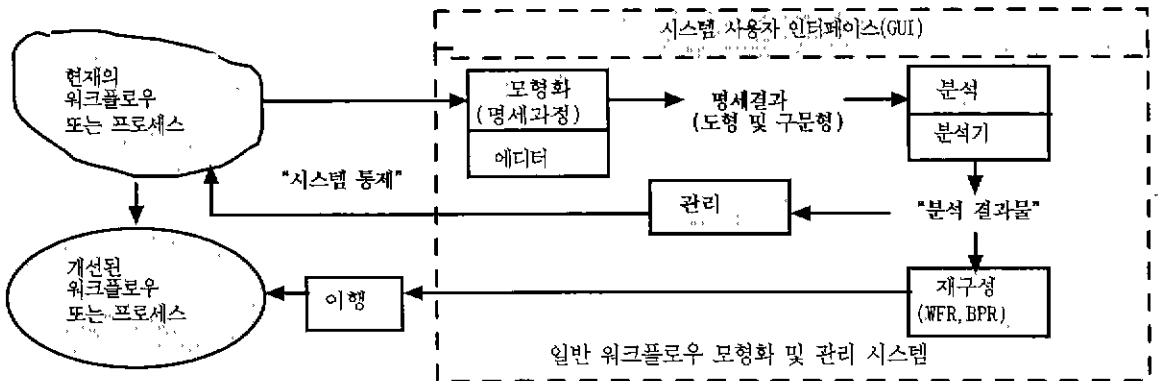 시스템 사용자 인터페이스(GUI)
현재의
워크플로우
또는 프로세스
모형화
(명세과정)
에디터
명세결과
(도형 및 구문형)
분석
분석기
"시스템 통제"
관리
"분석 결과물"
개선된
워크플로우
또는 프로세스
이행
재구성
(WFR, BPR)
일반 워크플로우 모형화 및 관리 시스템